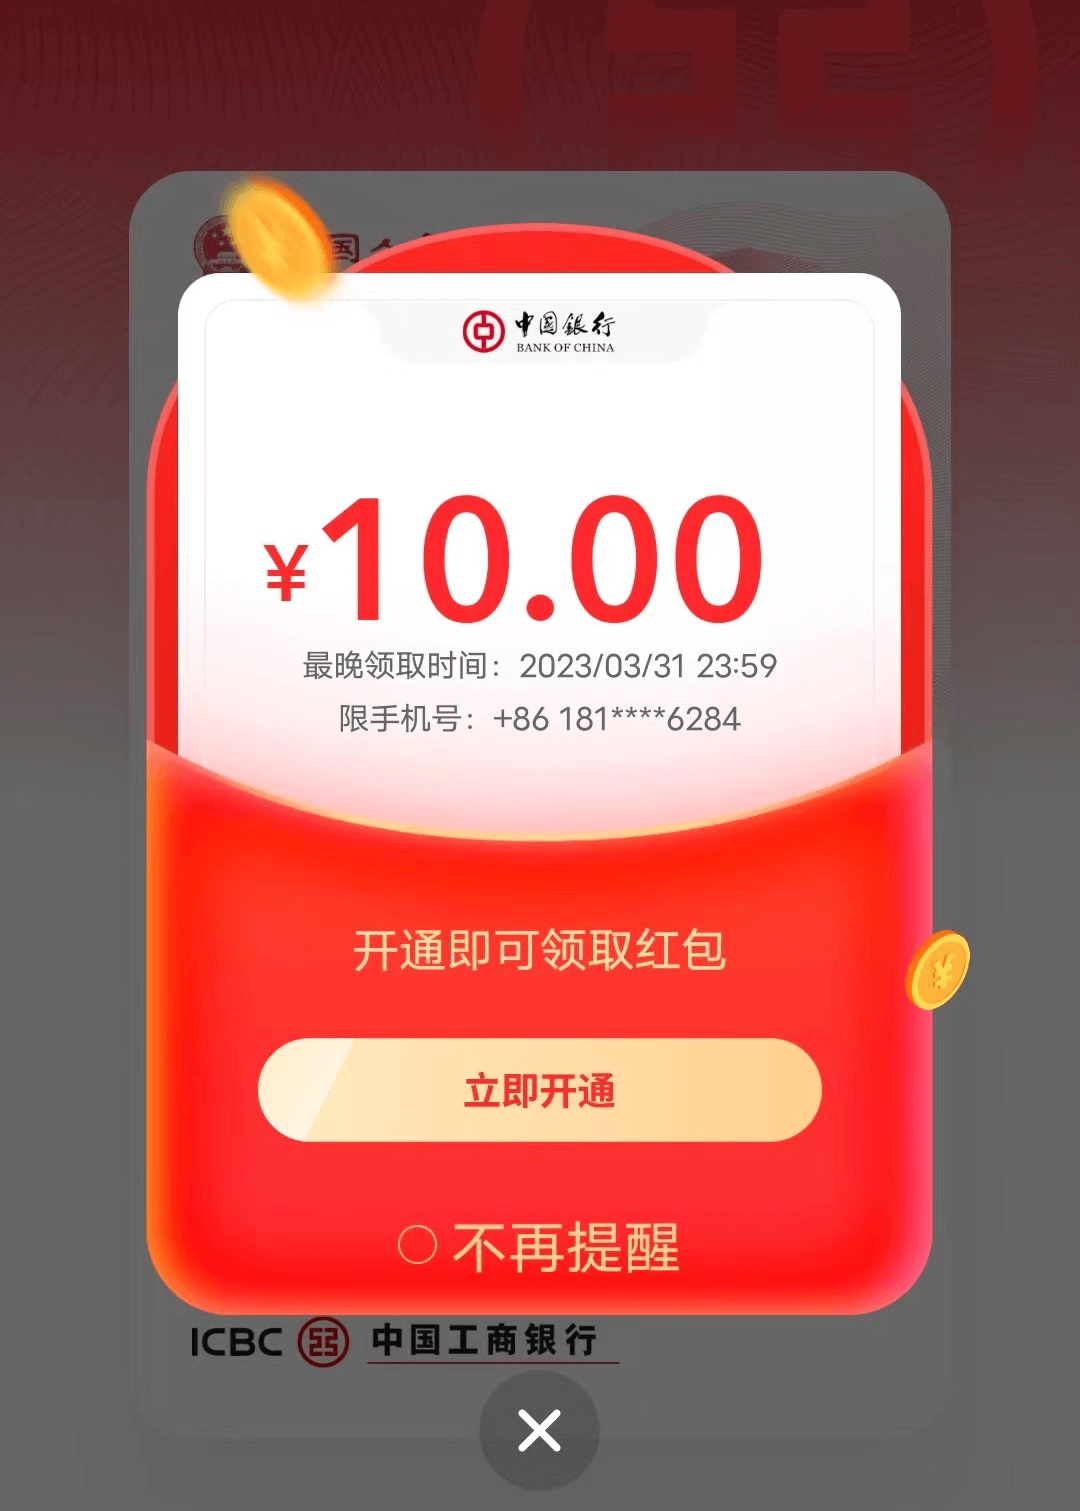 中国銀行
BANK OF CHINA
¥10.00
最晚领取时间：2023/03/31 23:59
限手机号：+86 181****6284
开通即可领取红包
立即开通
不再提醒
ICBC 中国工商银行